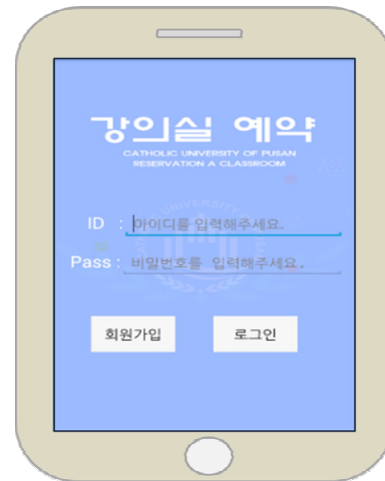 강의실 예약
CATHOLIC UNIVERSITY OF PUSAN
RESERVATION A CLASSROOM
ID : 아이디를 입력해주세요.
Pass : 비밀번호를 입력해주세요.
회원가입 로그인